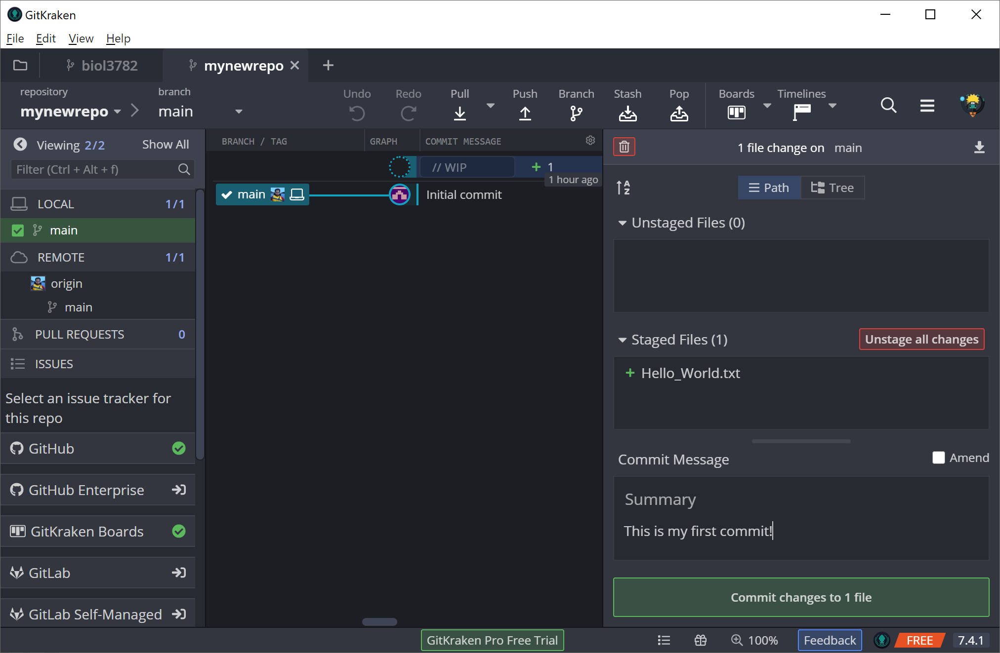 GitKraken
File Edit View Help
biol3782 mynewrepo
repository branch
mynewrepo main
Undo Redo Pull Push Branch Stash Pop Boards Timelines
Viewing 2/2 Show All
Filter (Ctrl + Alt + f)
LOCAL 1/1
main
REMOTE 1/1
origin
main
PULL REQUESTS 0
ISSUES
Select an issue tracker for
this repo
GitHub
GitHub Enterprise
GitKraken Boards
GitLab
GitLab Self-Managed
BRANCH / TAG GRAPH COMMIT MESSAGE
// WIP + 1
1 hour ago
main Initial commit
1 file change on main
A
Z
Path Tree
Unstaged Files (0)
Staged Files (1) Unstage all changes
+ Hello_World.txt
Commit Message Amend
Summary
This is my first commit!
Commit changes to 1 file
GitKraken Pro Free Trial 100% Feedback FREE 7.4.1